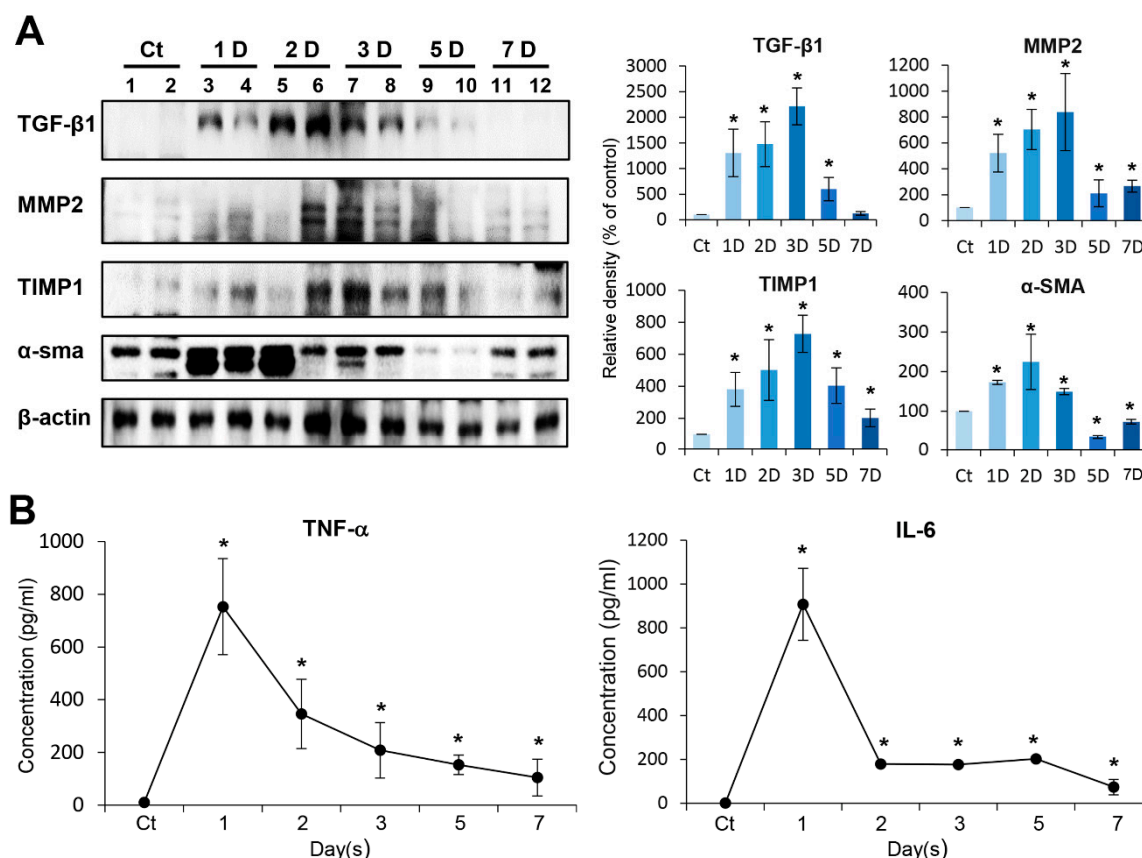 A
Ct 1 D 2 D 3 D 5 D 7 D
1 2 3 4 5 6 7 8 9 10 11 12
TGF-β1
MMP2
TIMP1
α-sma
β-actin
Relative density (% of control)
TGF-β1
3000
2500
2000
1500
1000
500
0
* * * *
Ct 1D 2D 3D 5D 7D
MMP2
1200
1000
800
600
400
200
0
* * * * *
Ct 1D 2D 3D 5D 7D
TIMP1
1000
800
600
400
200
0
* * * * *
Ct 1D 2D 3D 5D 7D
α-SMA
400
300
200
100
0
* * * * *
Ct 1D 2D 3D 5D 7D
B
TNF-α
Concentration (pg/ml)
1000
800
600
400
200
0
* * * * *
Ct 1 2 3 5 7
Day(s)
IL-6
Concentration (pg/ml)
1200
1000
800
600
400
200
0
* * * * *
Ct 1 2 3 5 7
Day(s)